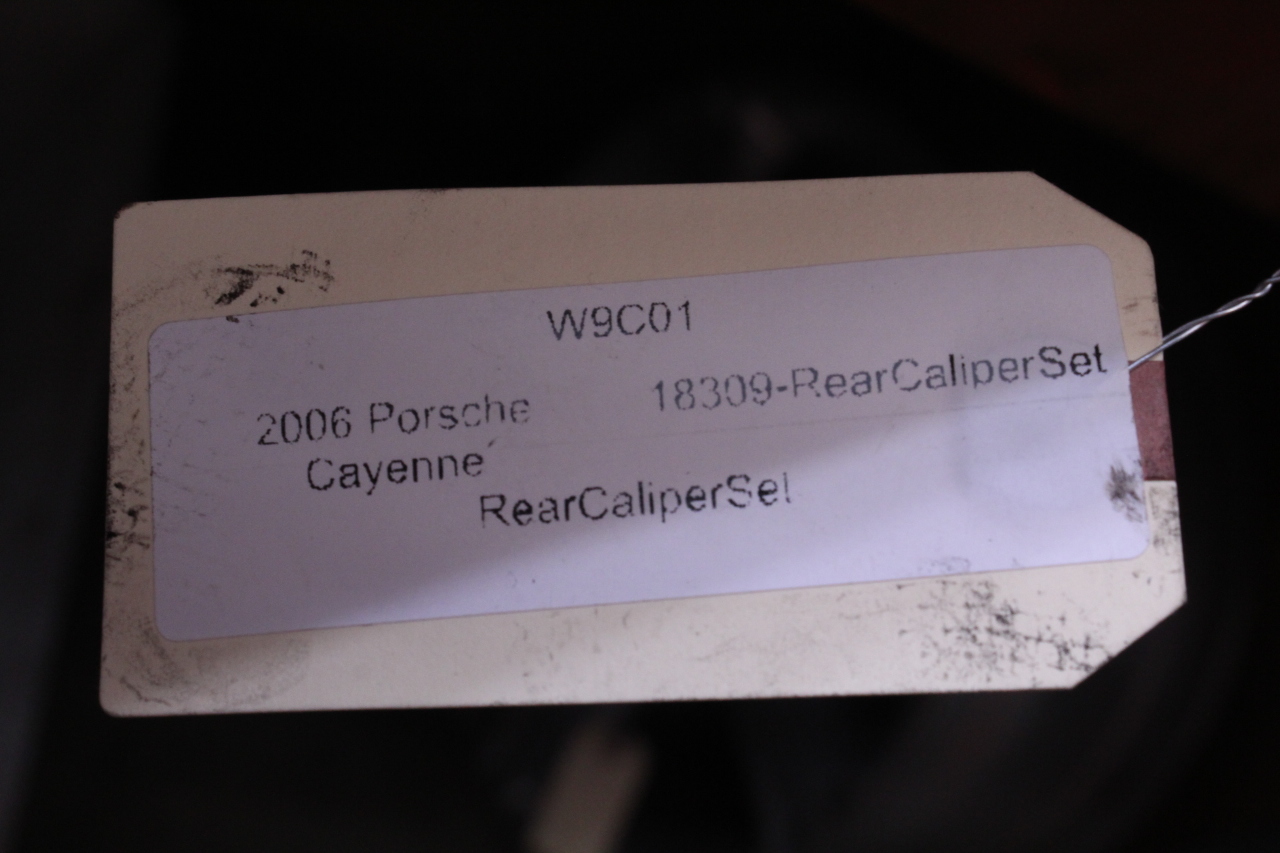 W9C01
2006 Porsche 18309-RearCaliperSet
Cayenne
RearCaliperSet